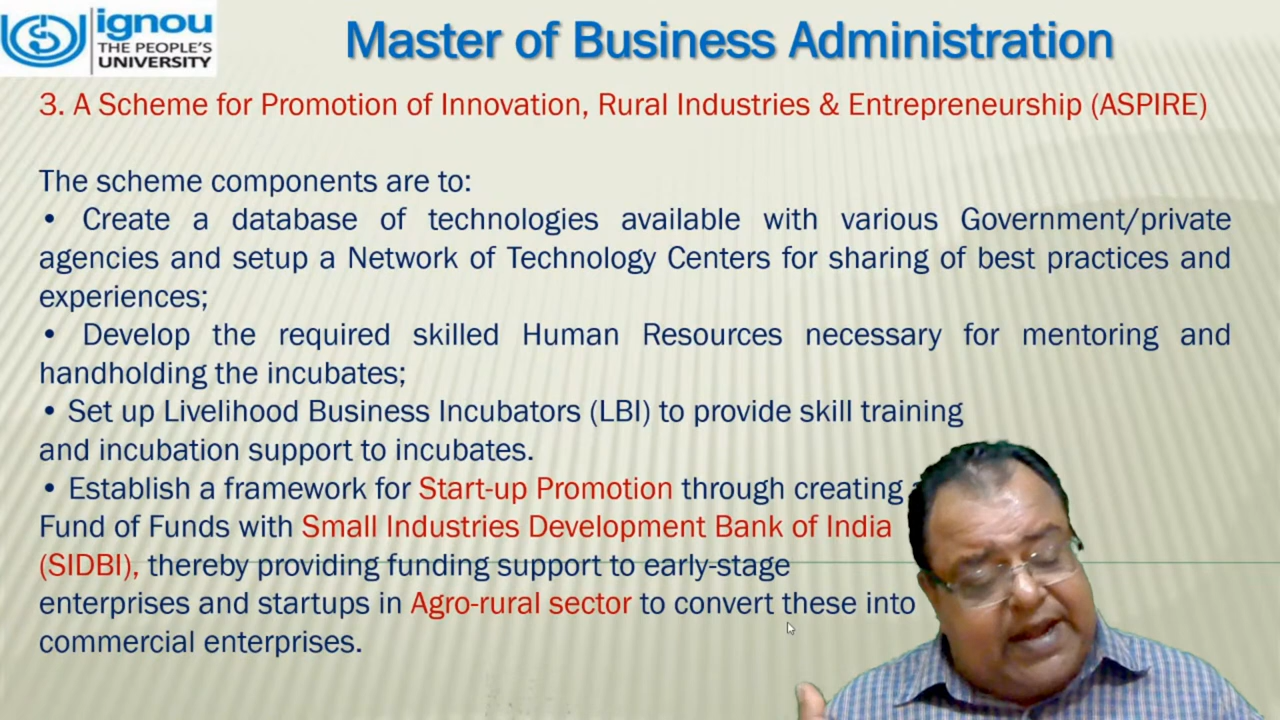 ignou
THE PEOPLE'S
UNIVERSITY
Master of Business Administration
3. A Scheme for Promotion of Innovation, Rural Industries & Entrepreneurship (ASPIRE)
The scheme components are to:
• Create a database of technologies available with various Government/private
agencies and setup a Network of Technology Centers for sharing of best practices and
experiences;
• Develop the required skilled Human Resources necessary for mentoring and
handholding the incubates;
• Set up Livelihood Business Incubators (LBI) to provide skill training
and incubation support to incubates.
• Establish a framework for Start-up Promotion through creating
Fund of Funds with Small Industries Development Bank of India
(SIDBI), thereby providing funding support to early-stage
enterprises and startups in Agro-rural sector to convert these into
commercial enterprises.